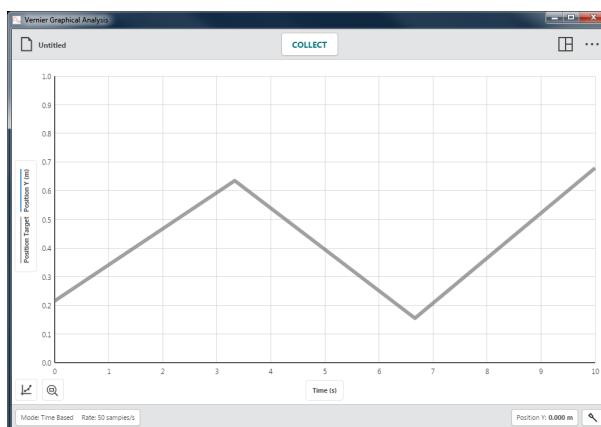 Vernier Graphical Analysis
Untitled
COLLECT
1.0
0.9
0.8
0.7
0.6
0.5
0.4
0.3
0.2
0.1
0.0
Position Target Position Y (m)
0 1 2 3 4 5 6 7 8 9 10
Time (s)
Mode: Time Based Rate: 50 samples/s
Position Y: 0.000 m